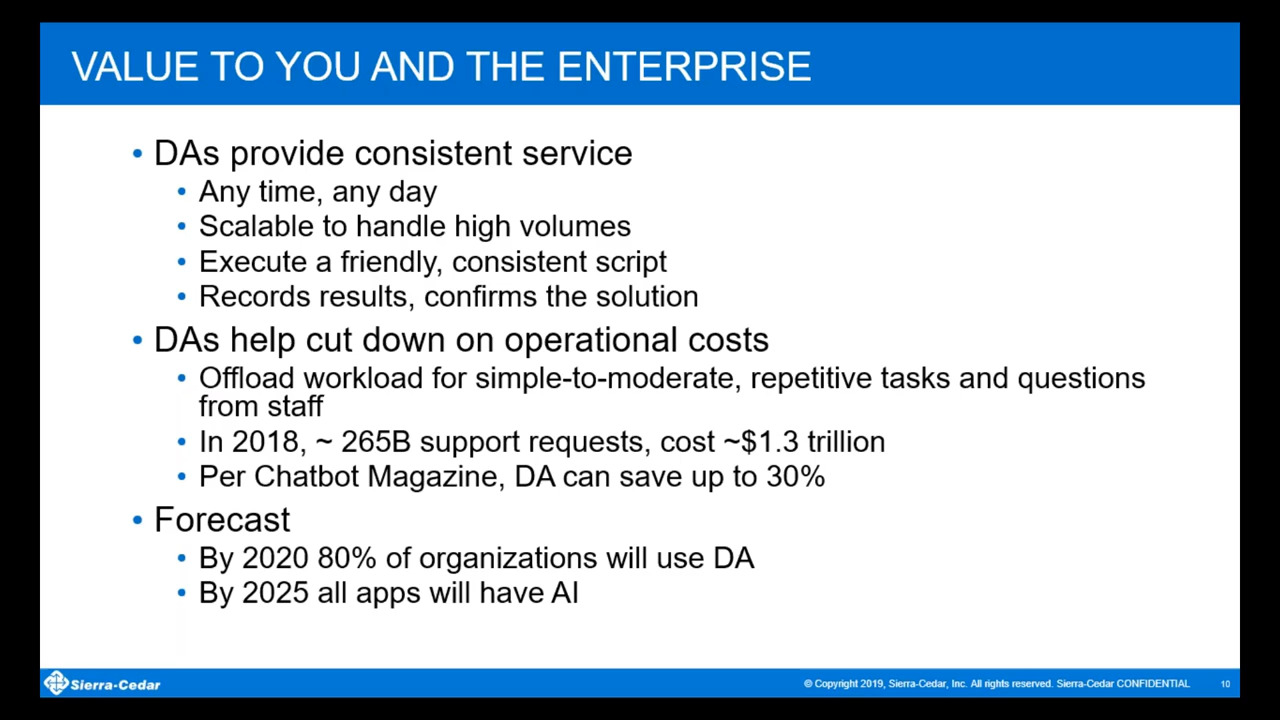 VALUE TO YOU AND THE ENTERPRISE
• DAs provide consistent service
• Any time, any day
• Scalable to handle high volumes
• Execute a friendly, consistent script
• Records results, confirms the solution
• DAs help cut down on operational costs
• Offload workload for simple-to-moderate, repetitive tasks and questions
from staff
• In 2018, ~ 265B support requests, cost ~$1.3 trillion
• Per Chatbot Magazine, DA can save up to 30%
• Forecast
• By 2020 80% of organizations will use DA
• By 2025 all apps will have AI
Sierra-Cedar © Copyright 2019, Sierra-Cedar, Inc. All rights reserved. Sierra-Cedar CONFIDENTIAL 10